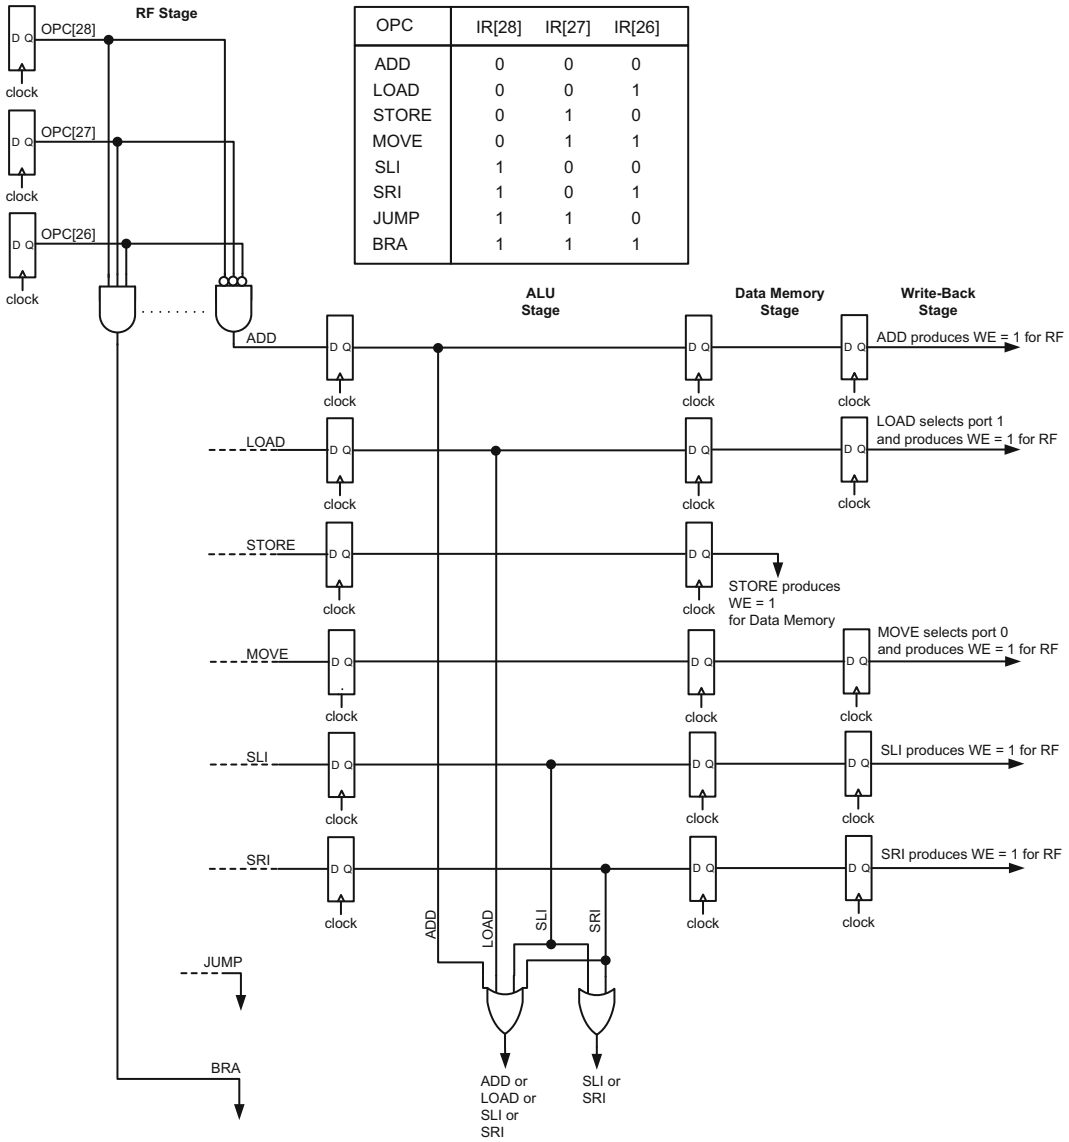 RF Stage
D Q
OPC[28]
clock
D Q
OPC[27]
clock
D Q
OPC[26]
clock
OPC IR[28] IR[27] IR[26]
ADD 0 0 0
LOAD 0 0 1
STORE 0 1 0
MOVE 0 1 1
SLI 1 0 0
SRI 1 0 1
JUMP 1 1 0
BRA 1 1 1
ALU
Stage
Data Memory
Stage
Write-Back
Stage
ADD
D Q
clock
D Q
clock
D Q
clock
ADD produces WE = 1 for RF
LOAD
D Q
clock
D Q
clock
D Q
clock
LOAD selects port 1
and produces WE = 1 for RF
STORE
D Q
clock
D Q
clock
STORE produces
WE = 1
for Data Memory
MOVE
D Q
clock
D Q
clock
D Q
clock
MOVE selects port 0
and produces WE = 1 for RF
SLI
D Q
clock
D Q
clock
D Q
clock
SLI produces WE = 1 for RF
SRI
D Q
clock
D Q
clock
D Q
clock
SRI produces WE = 1 for RF
ADD
LOAD
SLI
SRI
JUMP
BRA
ADD or
LOAD or
SLI or
SRI
SLI or
SRI